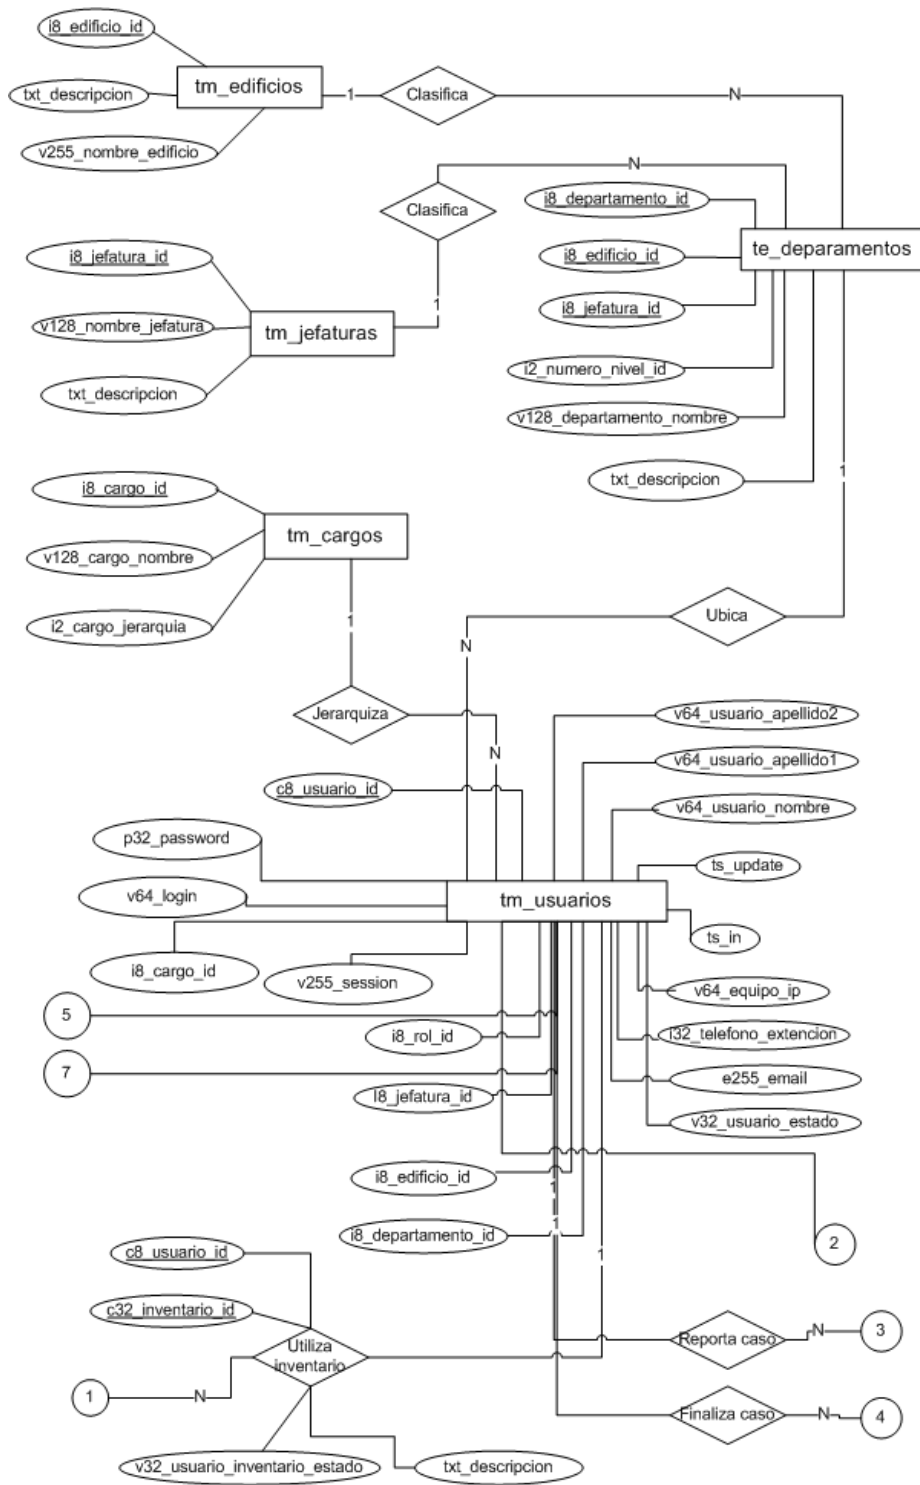 i8_edificio_id
tm_edificios
txt_descripcion
v255_nombre_edificio
1
Clasifica
N
N
Clasifica
1
i8_departamento_id
i8_edificio_id
te_deparamentos
i8_jefatura_id
i2_numero_nivel_id
v128_departamento_nombre
txt_descripcion
1
i8_jefatura_id
v128_nombre_jefatura
tm_jefaturas
txt_descripcion
i8_cargo_id
tm_cargos
v128_cargo_nombre
i2_cargo_jerarquia
1
Ubica
N
Jerarquiza
N
v64_usuario_apellido2
v64_usuario_apellido1
c8_usuario_id
v64_usuario_nombre
p32_password
ts_update
v64_login
tm_usuarios
ts_in
i8_cargo_id
v255_session
v64_equipo_ip
5
i8_rol_id
i32_telefono_extencion
7
I8_jefatura_id
e255_email
v32_usuario_estado
i8_edificio_id
1
1
i8_departamento_id
1
2
c8_usuario_id
c32_inventario_id
Utiliza
inventario
1
N
Reporta caso
N
3
Finaliza caso
N
4
v32_usuario_inventario_estado
txt_descripcion